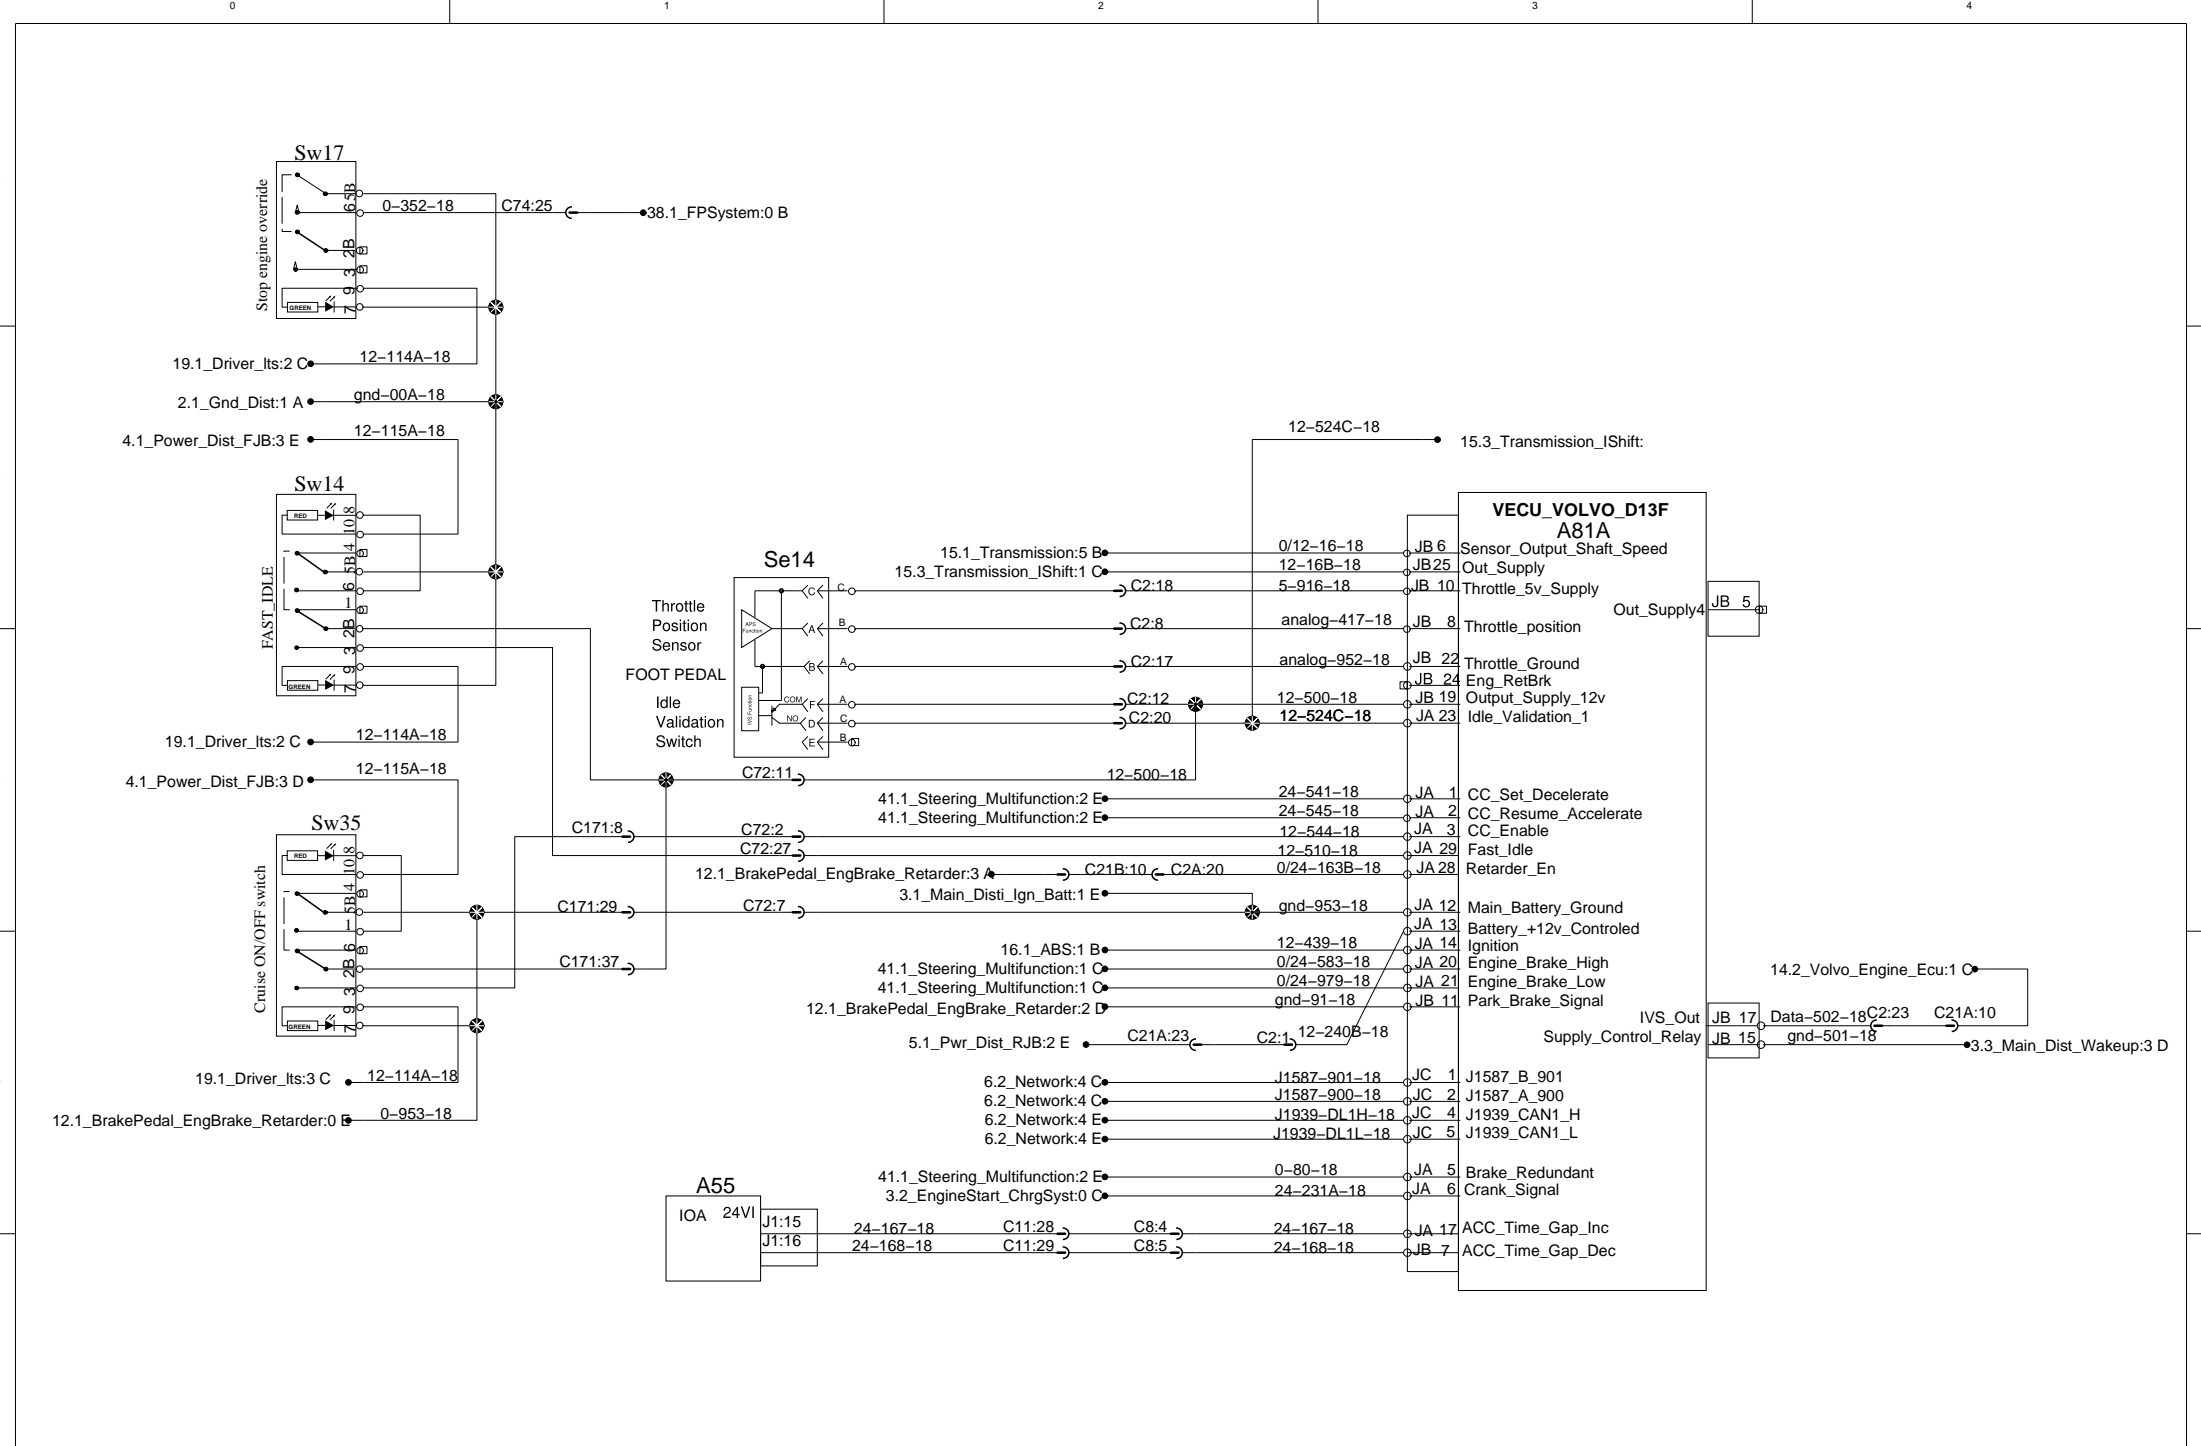 0 1 2 3 4
Sw17
Stop engine override
5B
6 0-352-18 C74:25 38.1_FPSystem:0 B
2B
3
9
GREEN 7
19.1_Driver_lts:2 C 12-114A-18
2.1_Gnd_Dist:1 A gnd-00A-18
4.1_Power_Dist_FJB:3 E 12-115A-18
Sw14
FAST_IDLE
RED 8
10
4
5B
6
1
2B
3
9
GREEN 7
19.1_Driver_lts:2 C 12-114A-18
4.1_Power_Dist_FJB:3 D 12-115A-18
Sw35
Cruise ON/OFF switch
RED 8
10
4
5B
1
6
2B
3
9
GREEN 7
19.1_Driver_lts:3 C 12-114A-18
12.1_BrakePedal_EngBrake_Retarder:0 E 0-953-18
C171:8
C171:29
C171:37
C72:11 12-500-18
C72:2
C72:27
C72:7
Se14
Throttle
Position
Sensor
FOOT PEDAL
Idle
Validation
Switch
APS
Function
IVS Function
COM
NO
C C
A B
B A
F A
D C
E B
12-524C-18 15.3_Transmission_IShift:
VECU_VOLVO_D13F
A81A
15.1_Transmission:5 B 0/12-16-18 JB 6 Sensor_Output_Shaft_Speed
15.3_Transmission_IShift:1 C 12-16B-18 JB 25 Out_Supply
C2:18 5-916-18 JB 10 Throttle_5v_Supply
Out_Supply4 JB 5
C2:8 analog-417-18 JB 8 Throttle_position
C2:17 analog-952-18 JB 22 Throttle_Ground
JB 24 Eng_RetBrk
C2:12 12-500-18 JB 19 Output_Supply_12v
C2:20 12-524C-18 JA 23 Idle_Validation_1
41.1_Steering_Multifunction:2 E 24-541-18 JA 1 CC_Set_Decelerate
41.1_Steering_Multifunction:2 E 24-545-18 JA 2 CC_Resume_Accelerate
12-544-18 JA 3 CC_Enable
12-510-18 JA 29 Fast_Idle
12.1_BrakePedal_EngBrake_Retarder:3 A C21B:10 C2A:20 0/24-163B-18 JA 28 Retarder_En
3.1_Main_Disti_Ign_Batt:1 E
gnd-953-18 JA 12 Main_Battery_Ground
JA 13 Battery_+12v_Controled
16.1_ABS:1 B 12-439-18 JA 14 Ignition
41.1_Steering_Multifunction:1 C 0/24-583-18 JA 20 Engine_Brake_High
41.1_Steering_Multifunction:1 C 0/24-979-18 JA 21 Engine_Brake_Low
12.1_BrakePedal_EngBrake_Retarder:2 D gnd-91-18 JB 11 Park_Brake_Signal
5.1_Pwr_Dist_RJB:2 E C21A:23 C2:1 12-240B-18
14.2_Volvo_Engine_Ecu:1 C
IVS_Out JB 17 Data-502-18 C2:23 C21A:10
Supply_Control_Relay JB 15 gnd-501-18 3.3_Main_Dist_Wakeup:3 D
6.2_Network:4 C J1587-901-18 JC 1 J1587_B_901
6.2_Network:4 C J1587-900-18 JC 2 J1587_A_900
6.2_Network:4 E J1939-DL1H-18 JC 4 J1939_CAN1_H
6.2_Network:4 E J1939-DL1L-18 JC 5 J1939_CAN1_L
41.1_Steering_Multifunction:2 E 0-80-18 JA 5 Brake_Redundant
3.2_EngineStart_ChrgSyst:0 C 24-231A-18 JA 6 Crank_Signal
A55
IOA 24VI
J1:15 24-167-18 C11:28 C8:4 24-167-18 JA 17 ACC_Time_Gap_Inc
J1:16 24-168-18 C11:29 C8:5 24-168-18 JB 7 ACC_Time_Gap_Dec